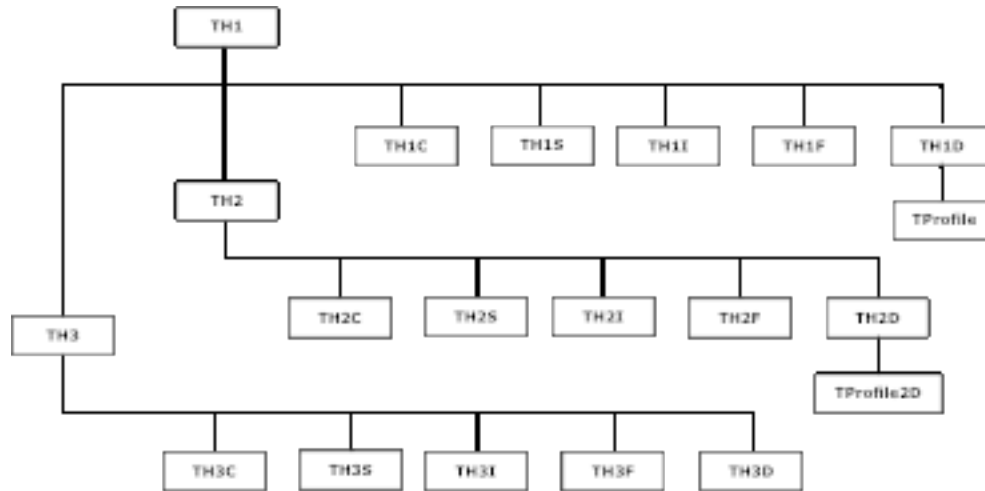 TH1
TH1C
TH1S
TH1I
TH1F
TH1D
TH2
TProfile
TH2C
TH2S
TH2I
TH2F
TH2D
TH3
TProfile2D
TH3C
TH3S
TH3I
TH3F
TH3D